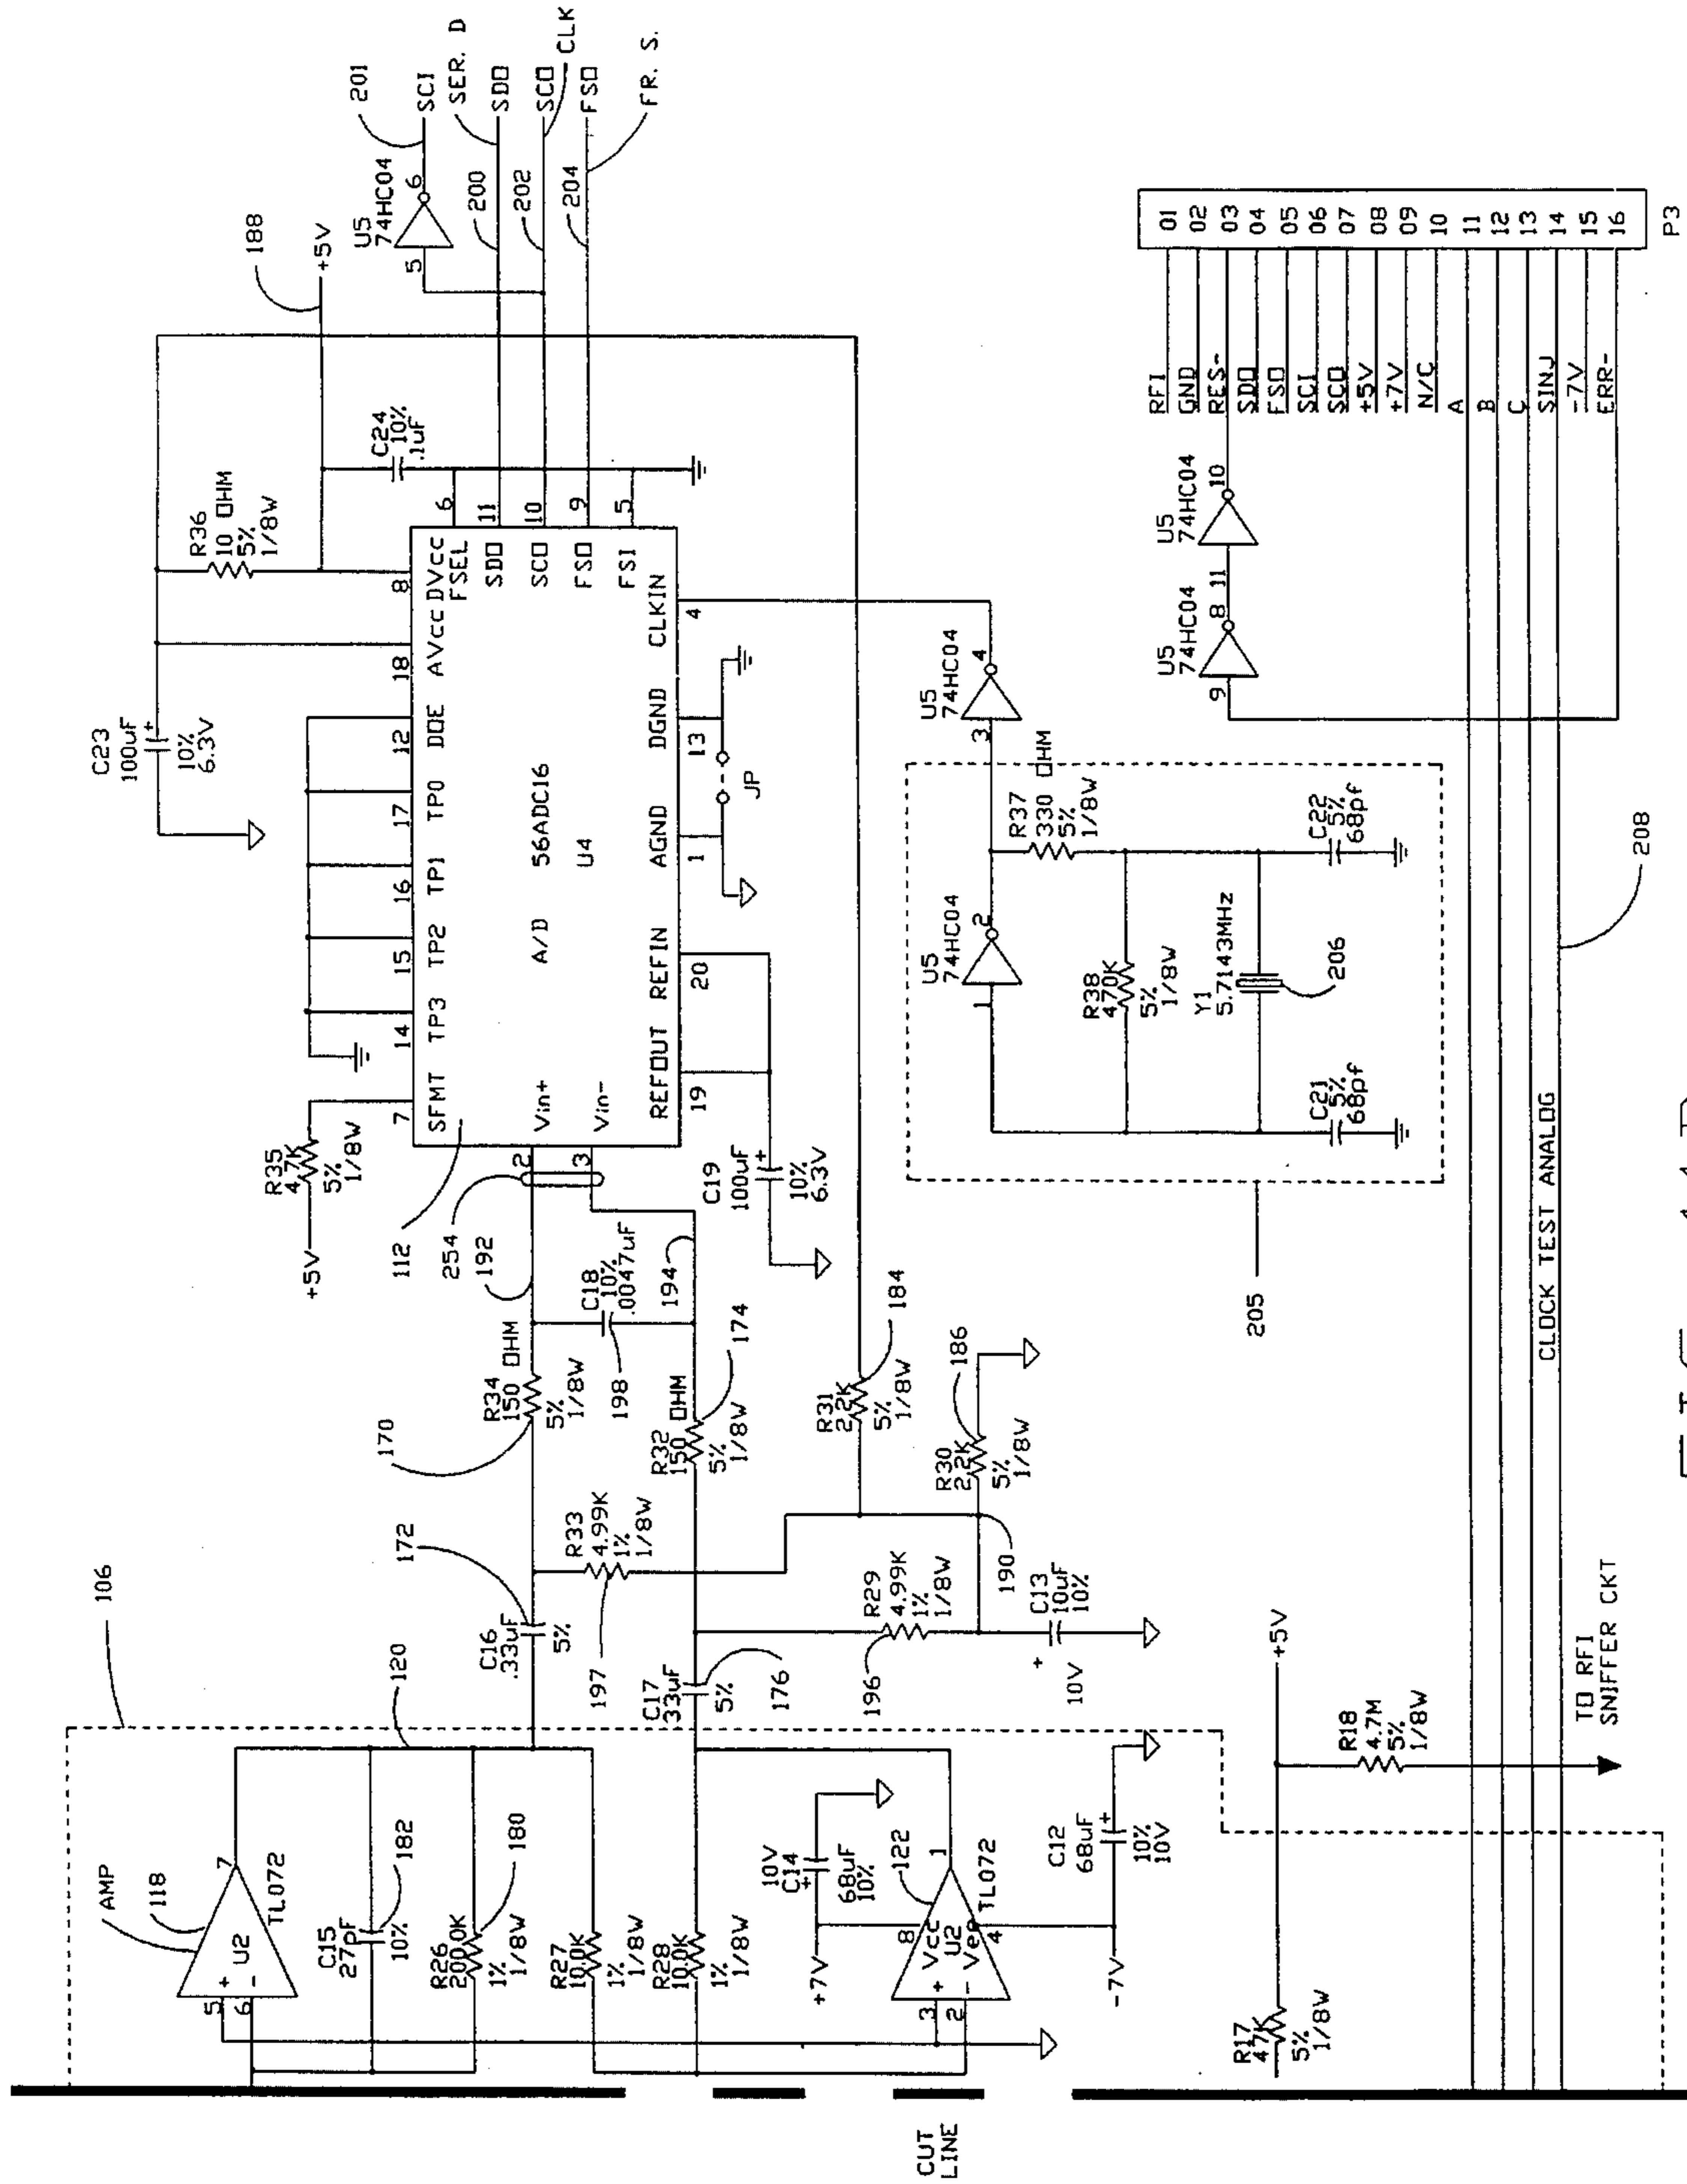 106
AMP
118
7
5
+
U2
6
-
TL072
120
C15
27pF
10%
182
R26
200.0K
1%
1/8W
180
R27
10.0K
1%
1/8W
R28
10.0K
1%
1/8W
+7V
10V
C14
+
68uF
10%
122
8
Vcc
3
+
U2
2
-
Vee
4
1
TL072
-7V
C12
68uF
+
10%
10V
CUT
LINE
R17
47K
5%
1/8W
+5V
R18
4.7M
5%
1/8W
TO RFI
SNIFFER CKT
172
C16
.33uF
5%
197
R33
4.99K
1%
1/8W
C17
.33uF
5%
176
196
R29
4.99K
1%
1/8W
+
C13
10uF
10%
10V
190
170
R34
150 OHM
5%
1/8W
R32
150 OHM
5%
1/8W
174
198
C18
10%
.0047uF
192
194
254
112
R31
2.2K
5%
1/8W
184
R30
2.2K
5%
1/8W
186
+5V
R35
4.7K
5%
1/8W
C19
100uF
+
10%
6.3V
7
SFMT
14
TP3
15
TP2
16
TP1
17
TP0
12
DOE
18
AVcc
8
DVcc
2
Vin+
3
Vin-
A/D
56ADC16
U4
19
REFOUT
20
REFIN
1
AGND
13
DGND
4
CLKIN
JP
FSEL
6
SDO
11
SCO
10
FSO
9
FSI
5
C23
100uF
+
10%
6.3V
R36
10 OHM
5%
1/8W
C24
10%
.1uF
188
+5V
U5
74HC04
5
6
201
SCI
SER. D
200
SDO
202
SCO
CLK
204
FSO
FR. S.
U5
74HC04
3
4
U5
74HC04
1
2
R37
330 OHM
5%
1/8W
R38
470K
5%
1/8W
Y1
5.7143MHz
206
C21
5%
68pf
C22
5%
68pf
205
U5
74HC04
9
8
U5
74HC04
11
10
RFI 01
GND 02
RES- 03
SDO 04
FSO 05
SCI 06
SCO 07
+5V 08
+7V 09
N/C 10
A 11
B 12
C 13
SINJ 14
-7V 15
ERR- 16
P3
CLOCK TEST ANALOG
208